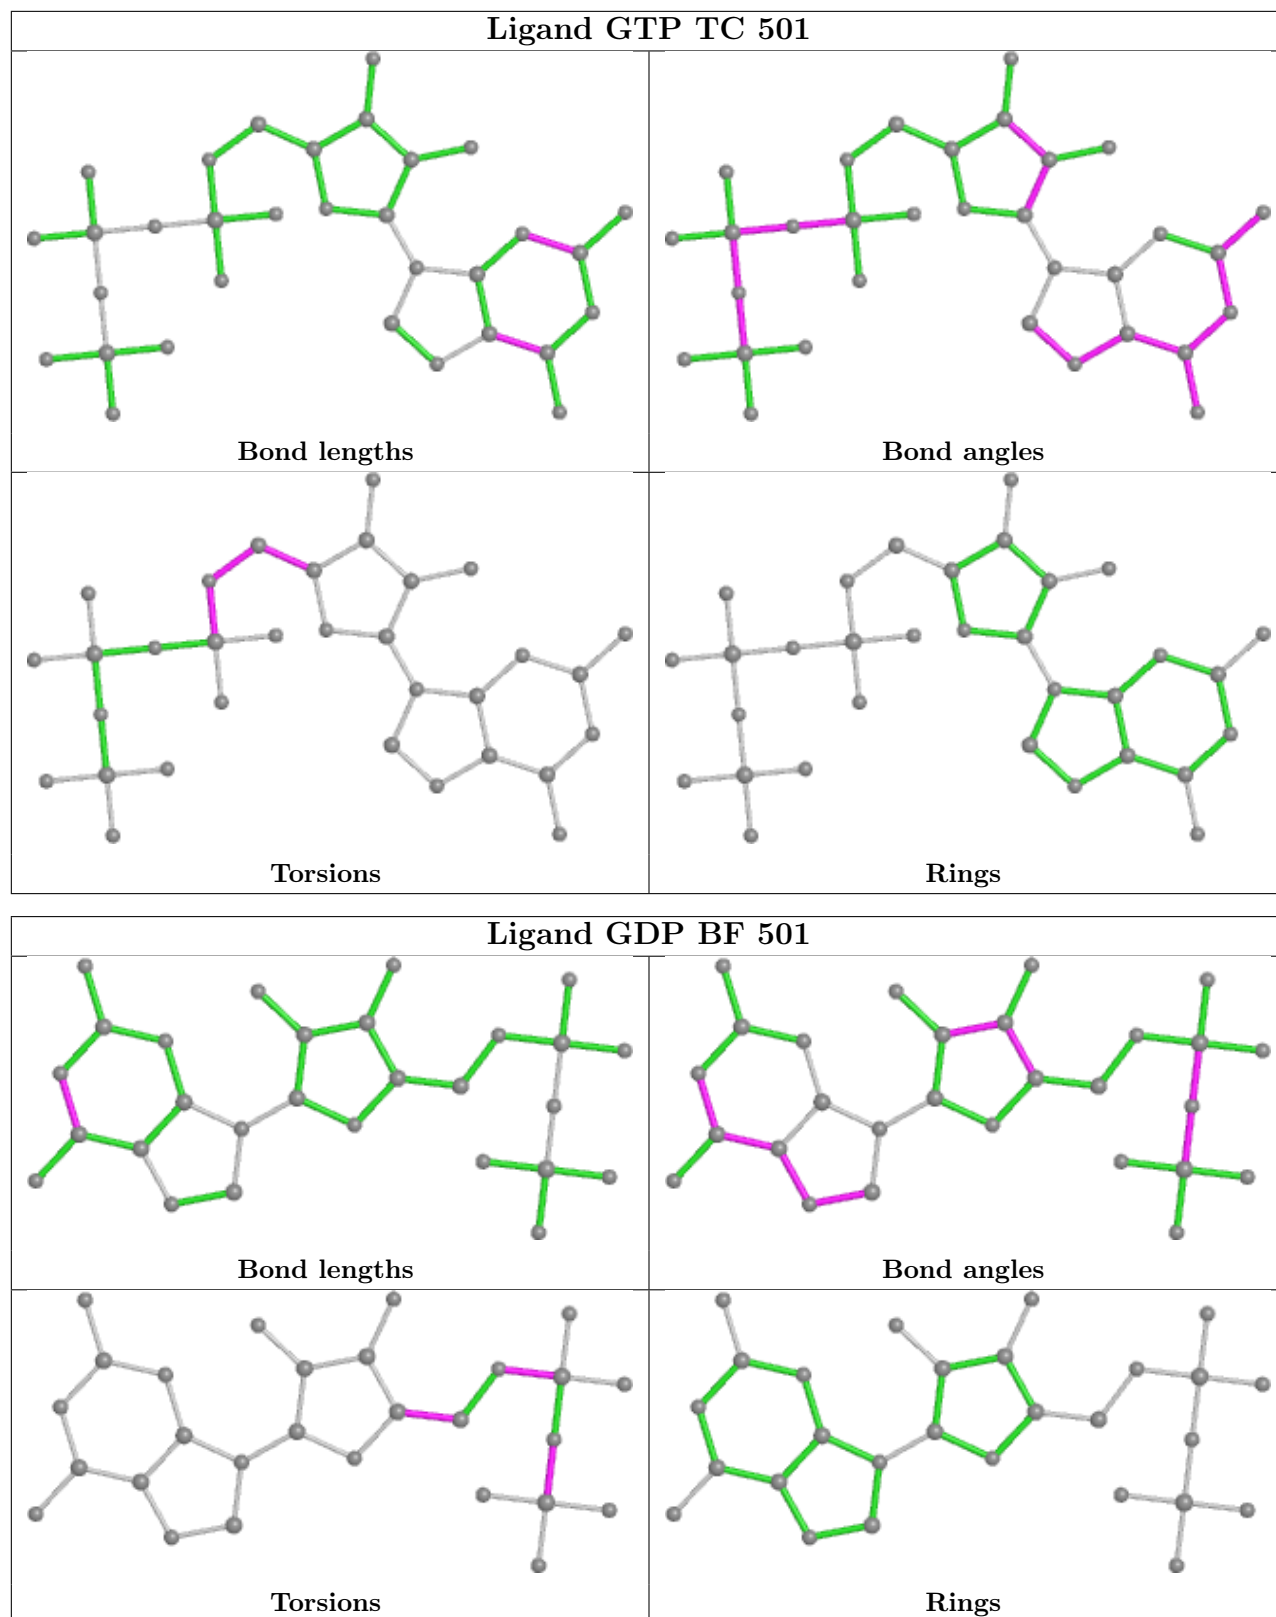 Ligand GTP TC 501
Bond lengths
Bond angles
Torsions
Rings
Ligand GDP BF 501
Bond lengths
Bond angles
Torsions
Rings